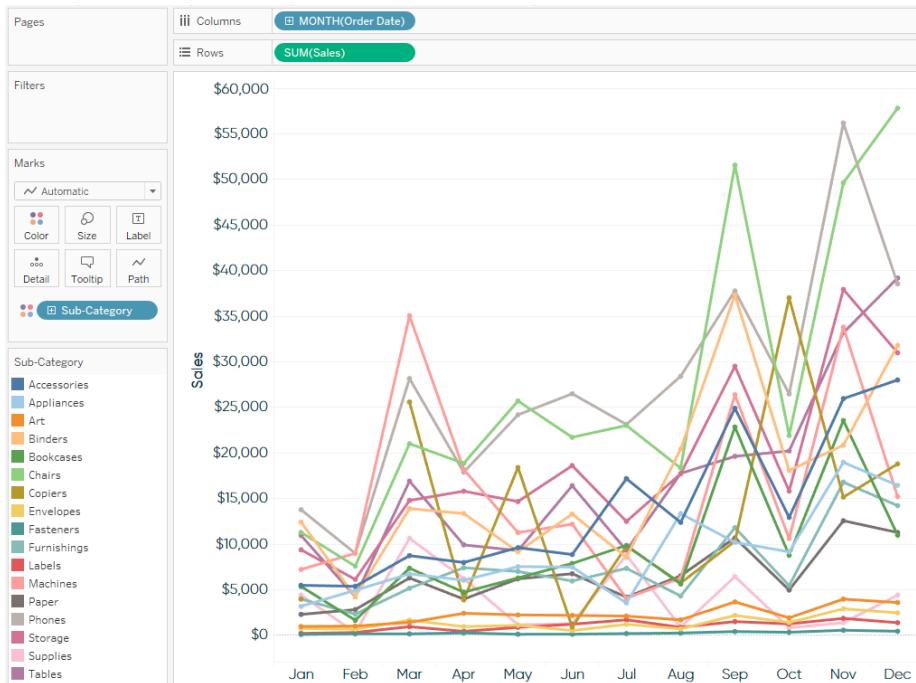 Pages
Columns
MONTH(Order Date)
Rows
SUM(Sales)
Filters
Marks
Automatic
Color
Size
Label
Detail
Tooltip
Path
Sub-Category
Sub-Category
Accessories
Appliances
Art
Binders
Bookcases
Chairs
Copiers
Envelopes
Fasteners
Furnishings
Labels
Machines
Paper
Phones
Storage
Supplies
Tables
Sales
$60,000
$55,000
$50,000
$45,000
$40,000
$35,000
$30,000
$25,000
$20,000
$15,000
$10,000
$5,000
$0
Jan Feb Mar Apr May Jun Jul Aug Sep Oct Nov Dec